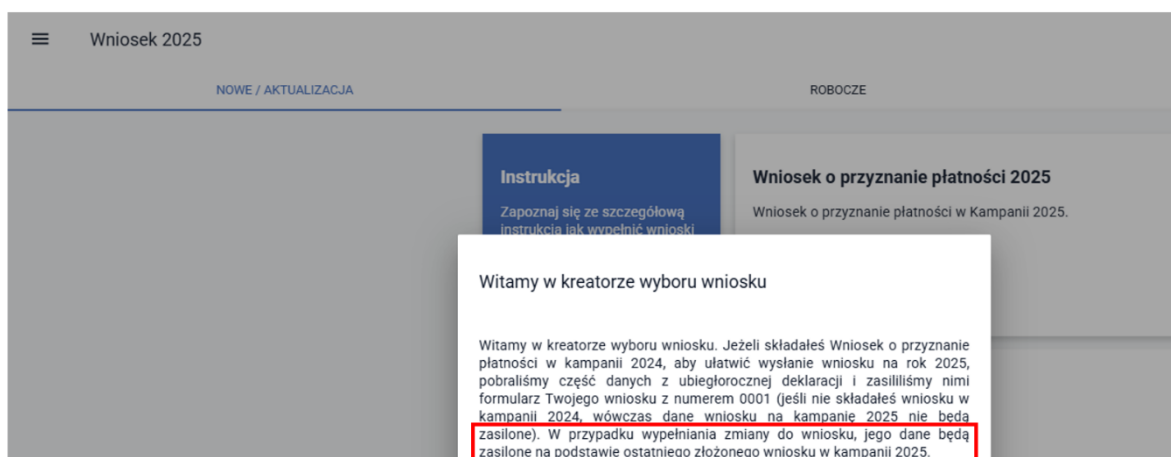 Wniosek 2025
NOWE / AKTUALIZACJA
ROBOCZE
Instrukcja
Zapoznaj się ze szczegółową
instrukcją jak wypełnić wnioski
Wniosek o przyznanie płatności 2025
Wniosek o przyznanie płatności w Kampanii 2025.
Witamy w kreatorze wyboru wniosku
Witamy w kreatorze wyboru wniosku. Jeżeli składałeś Wniosek o przyznanie
płatności w kampanii 2024, aby ułatwić wysłanie wniosku na rok 2025,
pobraliśmy część danych z ubiegłorocznej deklaracji i zasililiśmy nimi
formularz Twojego wniosku z numerem 0001 (jeśli nie składałeś wniosku w
kampanii 2024, wówczas dane wniosku na kampanię 2025 nie będą
zasilone). W przypadku wypełniania zmiany do wniosku, jego dane będą
zasilone na podstawie ostatniego złożonego wniosku w kampanii 2025.